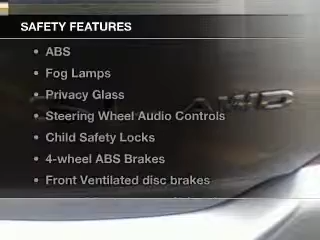 SAFETY FEATURES
• ABS
• Fog Lamps
• Privacy Glass
AWD
• Steering Wheel Audio Controls
• Child Safety Locks
• 4-wheel ABS Brakes
• Front Ventilated disc brakes